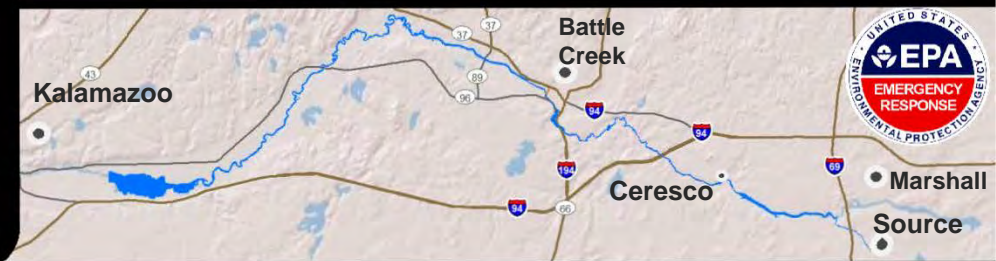 Kalamazoo
43
37
37
89
96
Battle
Creek
94
94
194
66
94
Ceresco
69
Marshall
Source
UNITED STATES
EPA
EMERGENCY
RESPONSE
ENVIRONMENTAL PROTECTION AGENCY